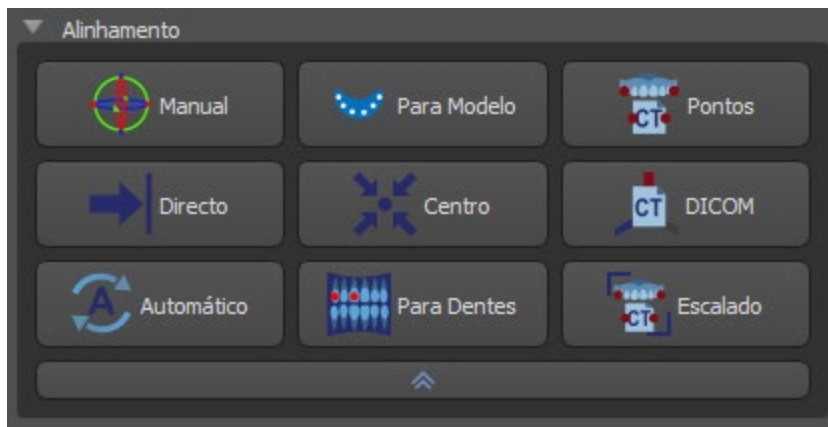 Alinhamento
Manual
Para Modelo
CT
Pontos
Directo
Centro
CT
DICOM
A
Automático
Para Dentes
CT
Escalado